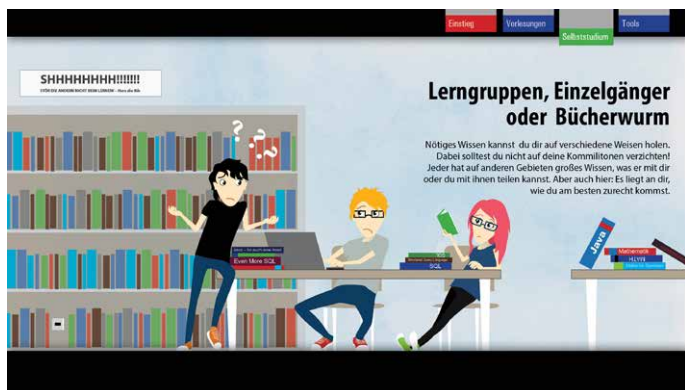 Einstieg
Vorlesungen
Selbststudium
Tools
SHHHHHHHH!!!!!!!
Lerngruppen, Einzelgänger
oder Bücherwurm
Nötiges Wissen kannst du dir auf verschiedene Weisen holen.
Dabei solltest du nicht auf deine Kommilitonen verzichten!
Jeder hat auf anderen Gebieten großes Wissen, was er mit dir
oder du mit ihnen teilen kannst. Aber auch hier: Es liegt an dir,
wie du am besten zurecht kommst.
? ? ?
Even More SQL
SQL
Java
Mathematik
MATH